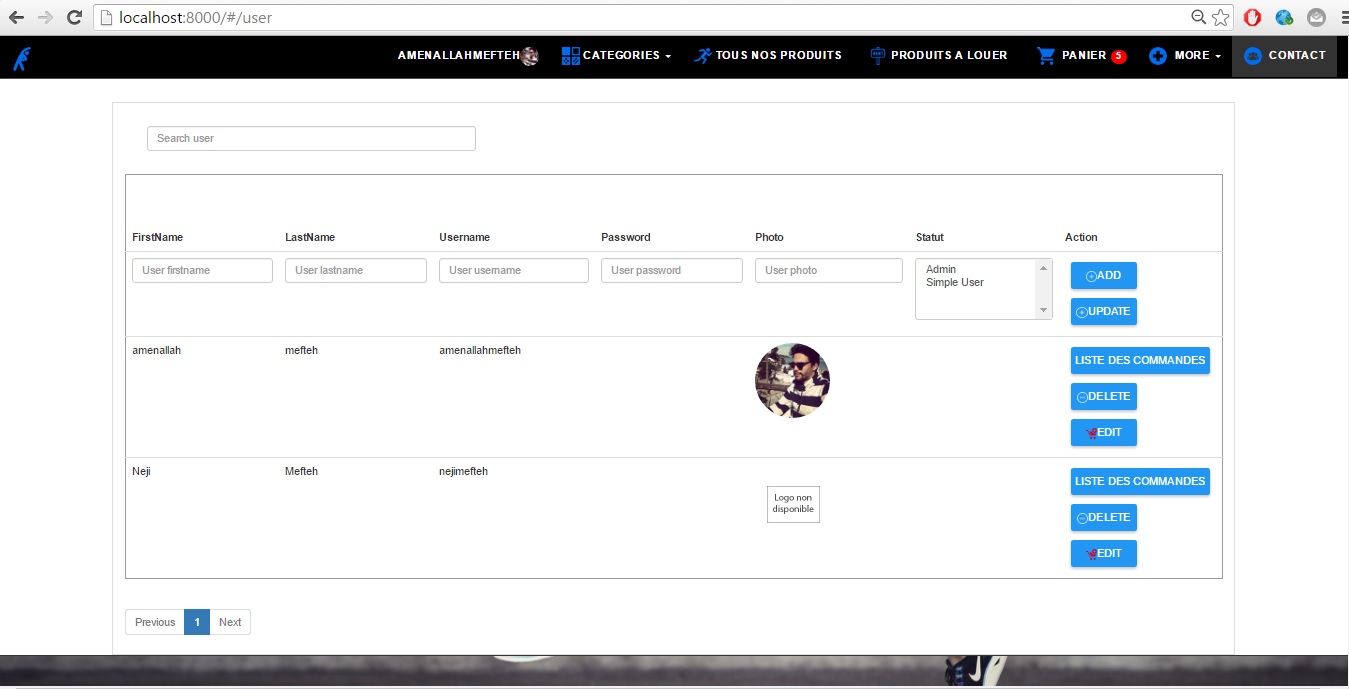 localhost:8000/#/user
AMENALLAHMEFTEH CATEGORIES TOUS NOS PRODUITS PRODUITS A LOUER PANIER 5 MORE CONTACT
Search user
FirstName LastName Username Password Photo Statut Action
User firstname User lastname User username User password User photo Admin ADD
Simple User
UPDATE
amenallah mefteh amenallahmefteh LISTE DES COMMANDES
DELETE
EDIT
Neji Mefteh nejimefteh LISTE DES COMMANDES
Logo non
disponible
DELETE
EDIT
Previous 1 Next